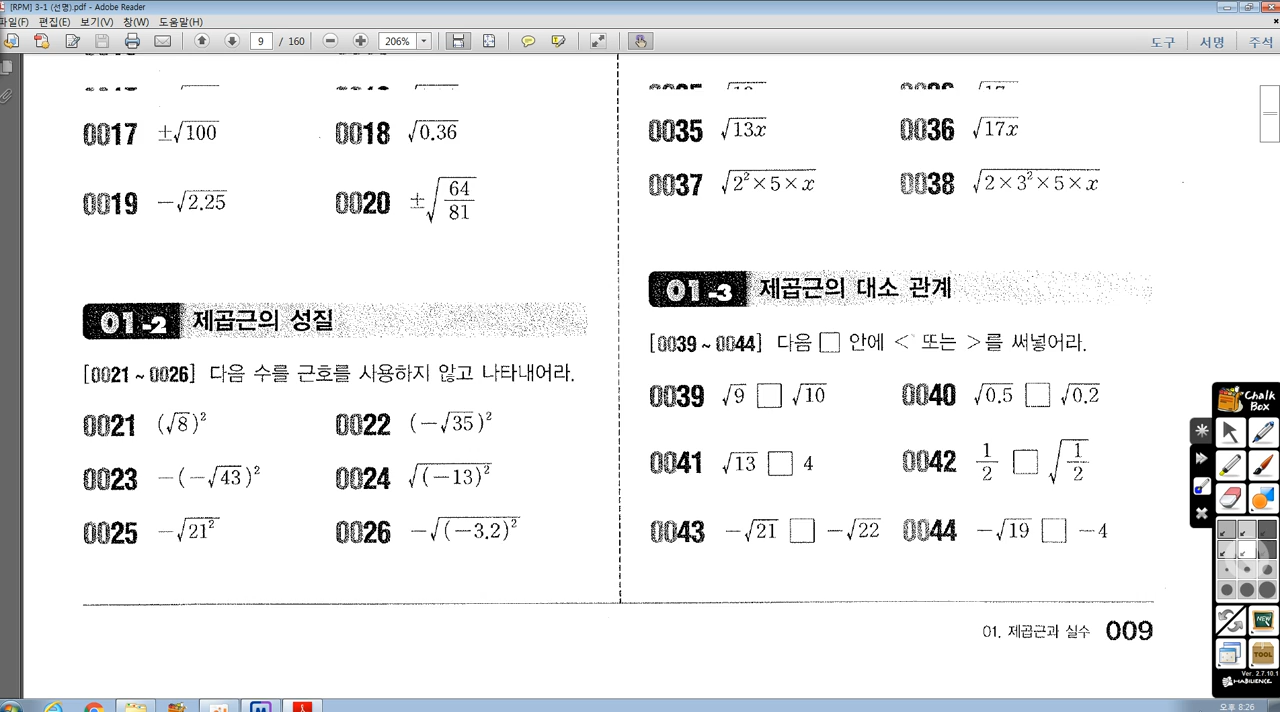 [RPM] 3-1 (선명).pdf - Adobe Reader
파일(F) 편집(E) 보기(V) 창(W) 도움말(H)
9 / 160 206% 도구 서명 주석
0017 ±√100
0018 √0.36
0019 -√2.25
0020 ±√(64/81)
01-2 제곱근의 성질
[0021 ~ 0026] 다음 수를 근호를 사용하지 않고 나타내어라.
0021 (√8)²
0022 (-√35)²
0023 -(-√43)²
0024 √(-13)²
0025 -√21²
0026 -√(-3.2)²
0035 √13x
0036 √17x
0037 √2²×5×x
0038 √2×3²×5×x
01-3 제곱근의 대소 관계
[0039 ~ 0044] 다음 □ 안에 < 또는 >를 써넣어라.
0039 √9 □ √10
0040 √0.5 □ √0.2
0041 √13 □ 4
0042 1/2 □ √(1/2)
0043 -√21 □ -√22
0044 -√19 □ -4
01. 제곱근과 실수 009
Chalk
Box
NEW
TOOL
Ver. 2.7.10.1
HABILIENCE
오후 8:26